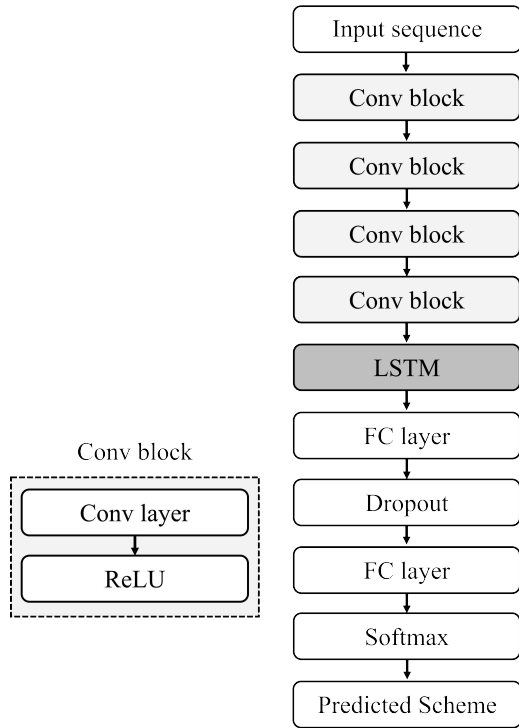 Input sequence
Conv block
Conv block
Conv block
Conv block
LSTM
FC layer
Dropout
FC layer
Softmax
Predicted Scheme
Conv block
Conv layer
ReLU